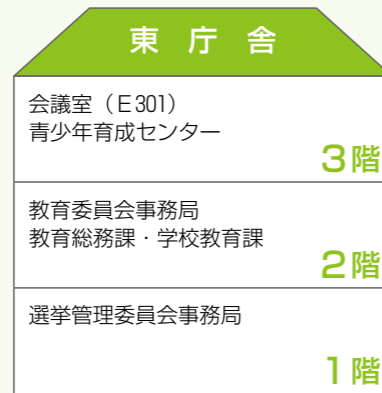 東庁舎
会議室（E301）
青少年育成センター
3階
教育委員会事務局
教育総務課・学校教育課
2階
選挙管理委員会事務局
1階